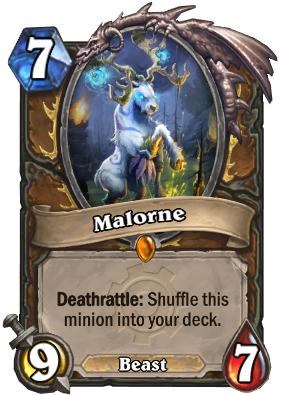 7
Malorne
Deathrattle: Shuffle this
minion into your deck.
9
Beast
7